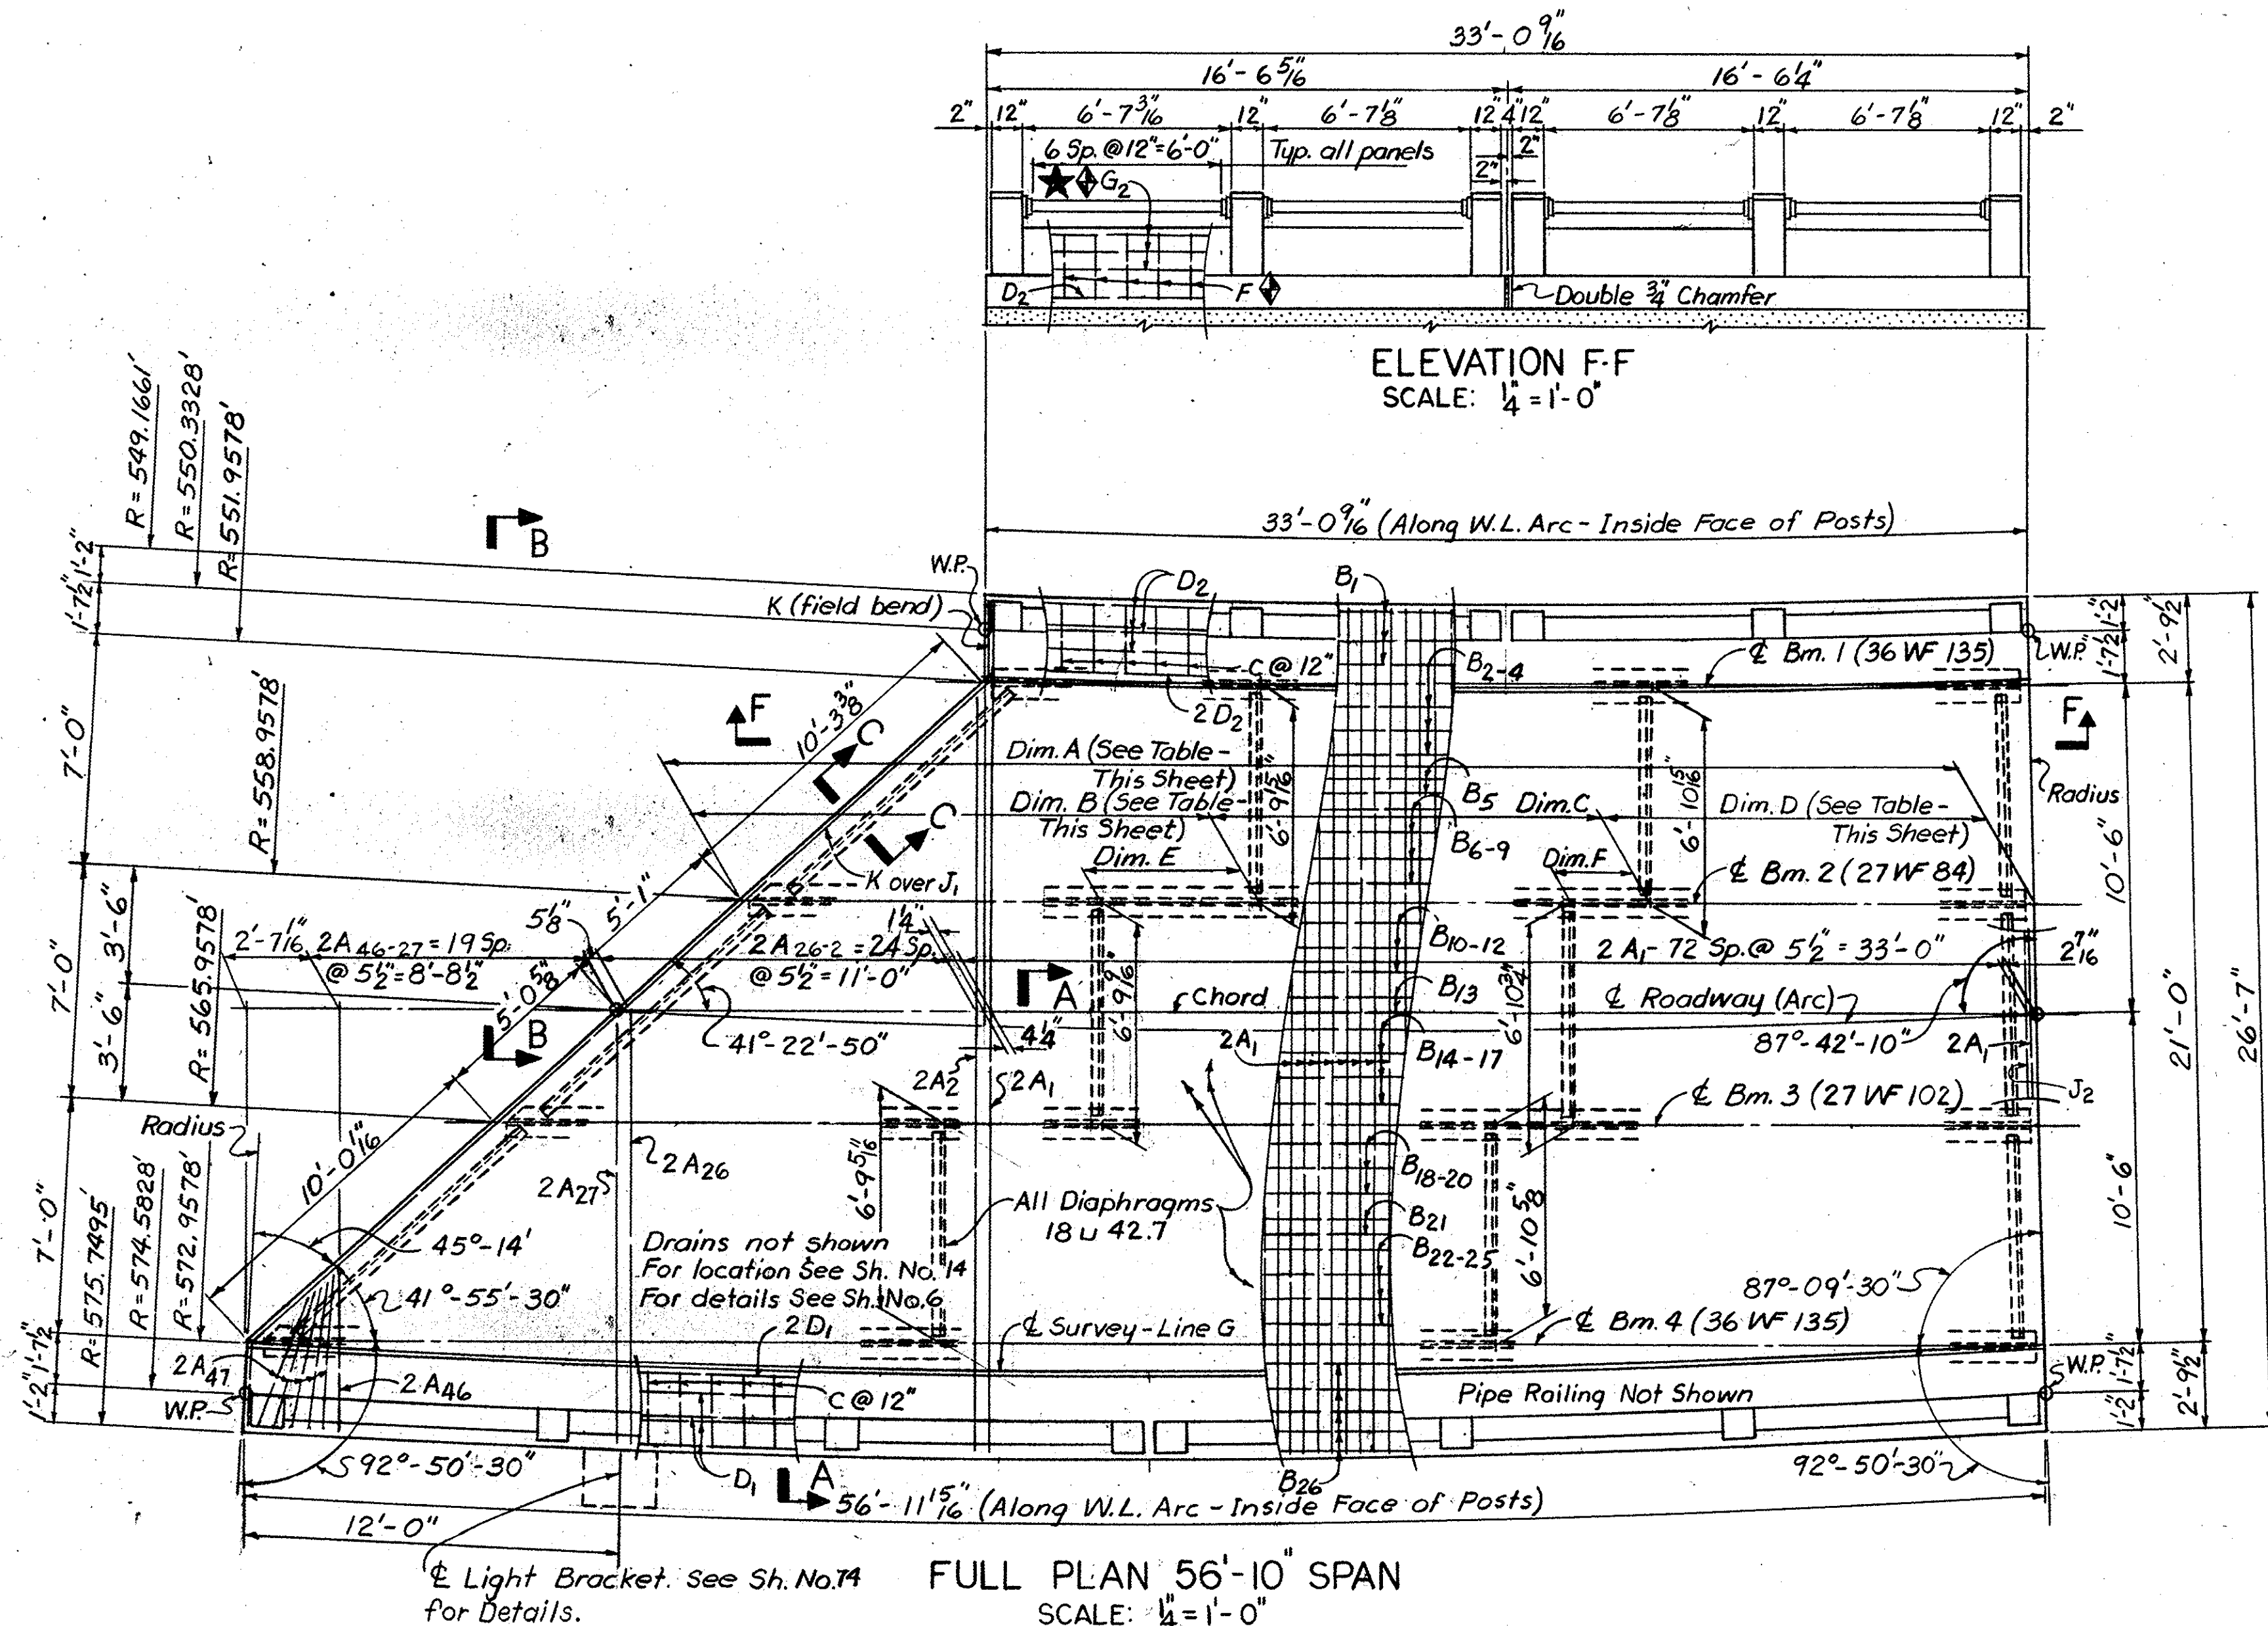 33'-0 9/16"
16'-6 5/16"
16'-6 1/4"
2"
12"
6'-7 3/16"
12"
6'-7 1/8"
12"
4"
12"
6'-7 1/8"
12"
6'-7 1/8"
12"
2"
6 Sp. @ 12" = 6'-0"
Typ. all panels
2"
2"
G2
D2
F
Double 3/4" Chamfer
ELEVATION F-F
SCALE: 1/4" = 1'-0"
R = 549.1661'
R = 550.3328'
R = 551.9578'
B
33'-0 9/16" (Along W.L. Arc - Inside Face of Posts)
1'-2"
1'-7 1/2"
W.P.
K (field bend)
D2
B1
C @ 12"
B2-4
℄ Bm. 1 (36 WF 135)
W.P.
1'-2"
1'-7 1/2"
2'-9 1/2"
2 D2
F
10'-3 3/8"
C
C
F
7'-0"
R = 558.9578'
Dim. A (See Table -
This Sheet)
Dim. B (See Table -
This Sheet)
Dim. E
6'-9 15/16"
B5
Dim. C
B6-9
Dim. F
6'-10 15/16"
Dim. D (See Table -
This Sheet)
Radius
℄ Bm. 2 (27 WF 84)
10'-6"
K over J1
5'-1"
5 1/8"
1/4"
3'-6"
7'-0"
3'-6"
R = 565.9578'
2'-7 1/16"
2A46-27 = 19 Sp.
@ 5 1/2" = 8'-8 1/2"
2A26-2 = 24 Sp.
@ 5 1/2" = 11'-0"
B10-12
2 A1 - 72 Sp. @ 5 1/2" = 33'-0"
2 7/16"
5'-0 5/8"
B
A
6'-9 9/16"
Chord
B13
6'-10 3/4"
℄ Roadway (Arc)
41°-22'-50"
4 1/4"
2A1
B14-17
87°-42'-10"
2A1
21'-0"
26'-7"
2A2
2A1
℄ Bm. 3 (27 WF 102)
J2
Radius
10'-0 1/16"
2A27
2A26
6'-9 5/16"
B18-20
All Diaphragms
18 ⊔ 42.7
B21
B22-25
6'-10 5/8"
10'-6"
7'-0"
R = 575.7495'
R = 574.5828'
R = 572.9578'
45°-14'
41°-55'-30"
Drains not shown
For location See Sh. No. 14
For details See Sh. No. 6
87°-09'-30"
℄ Bm. 4 (36 WF 135)
2D1
℄ Survey - Line G
1'-7 1/2"
1'-2"
2A47
2A46
W.P.
C @ 12"
Pipe Railing Not Shown
W.P.
1'-7 1/2"
1'-2"
2'-9 1/2"
92°-50'-30"
D1
A
B26
92°-50'-30"
56'-11 15/16" (Along W.L. Arc - Inside Face of Posts)
12'-0"
℄ Light Bracket. See Sh. No. 74
for Details.
FULL PLAN 56'-10" SPAN
SCALE: 1/4" = 1'-0"